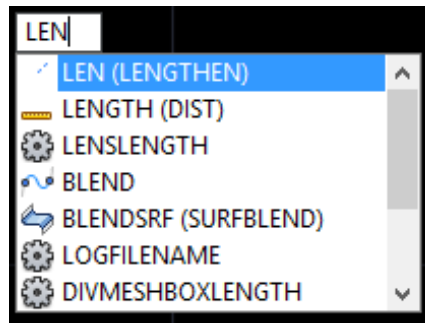 LEN
LEN (LENGTHEN)
LENGTH (DIST)
LENSLENGTH
BLEND
BLENDSRF (SURFBLEND)
LOGFILENAME
DIVMESHBOXLENGTH